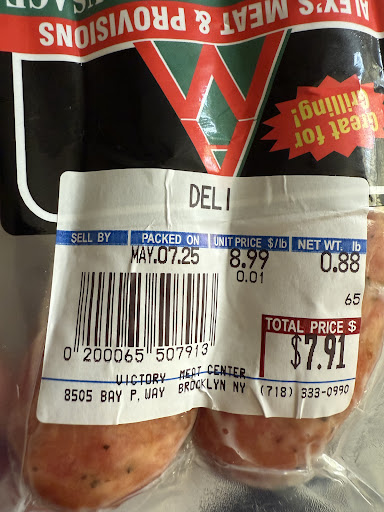 USAGE
ALEX'S MEAT & PROVISIONS
Great for
Grilling!
DELI
SELL BY PACKED ON UNIT PRICE $/lb NET WT. lb
MAY.07.25 8.99 0.88
0.01
65
TOTAL PRICE $
$7.91
0 200065 507913
VICTORY MEAT CENTER
8505 BAY P.WAY BROOKLYN NY (718) 333-0990